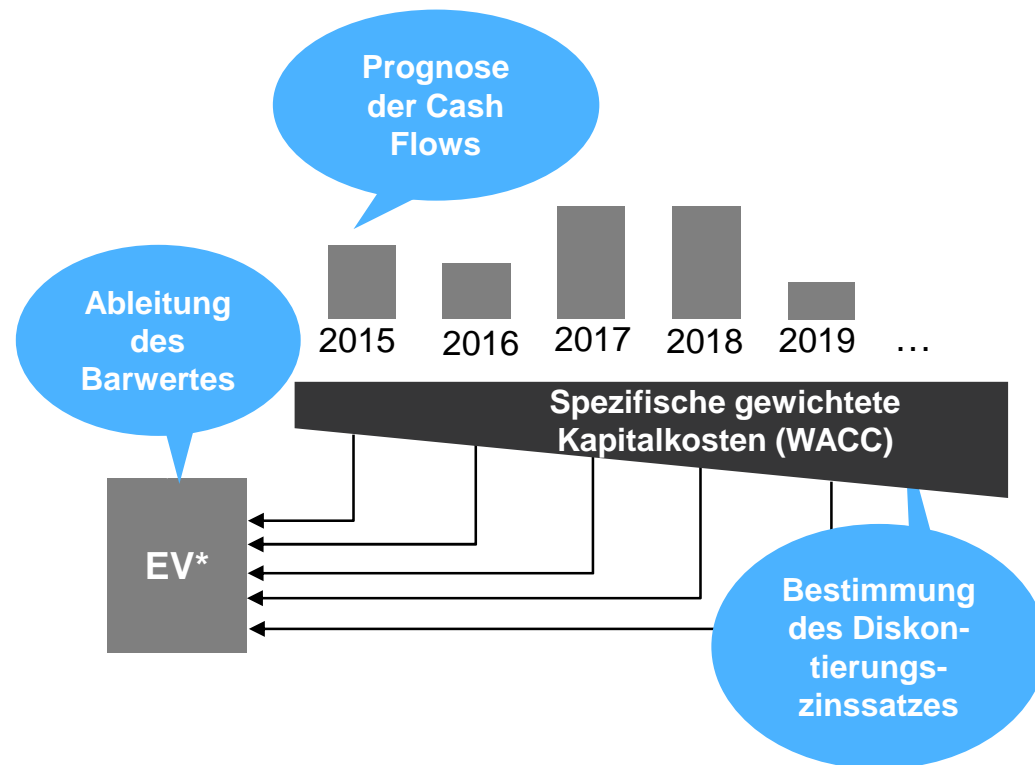 Prognose
der Cash
Flows
Ableitung
des
Barwertes
2015 2016 2017 2018 2019 …
Spezifische gewichtete
Kapitalkosten (WACC)
EV*
Bestimmung
des Diskon-
tierungs-
zinssatzes